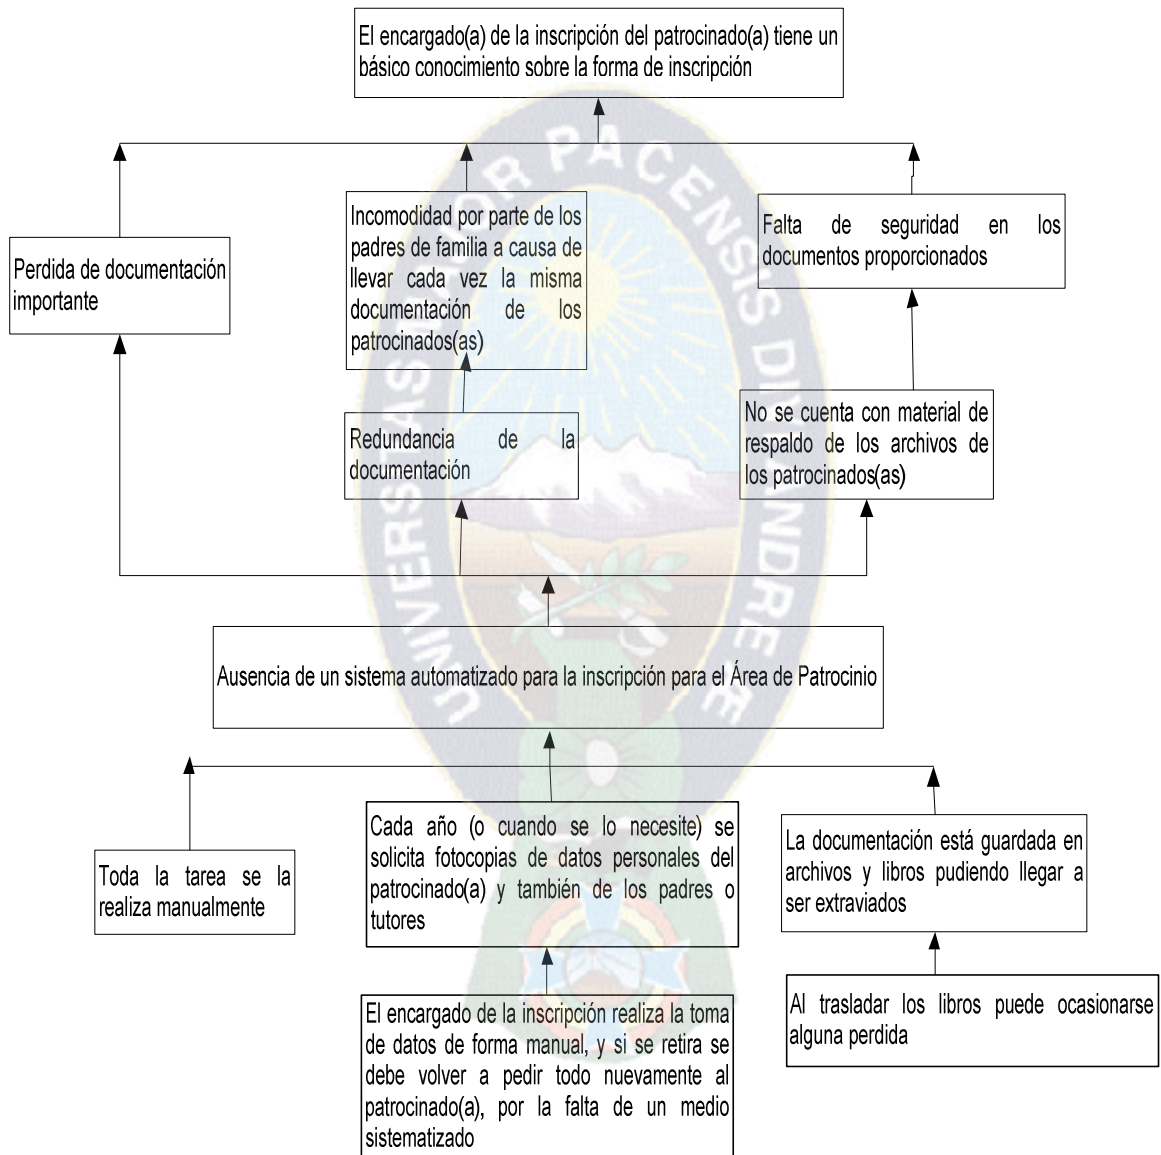 El encargado(a) de la inscripción del patrocinado(a) tiene un
básico conocimiento sobre la forma de inscripción
Perdida de documentación
importante
Incomodidad por parte de los
padres de familia a causa de
llevar cada vez la misma
documentación de los
patrocinados(as)
Falta de seguridad en los
documentos proporcionados
Redundancia de la
documentación
No se cuenta con material de
respaldo de los archivos de
los patrocinados(as)
Ausencia de un sistema automatizado para la inscripción para el Área de Patrocinio
Toda la tarea se la
realiza manualmente
Cada año (o cuando se lo necesite) se
solicita fotocopias de datos personales del
patrocinado(a) y también de los padres o
tutores
La documentación está guardada en
archivos y libros pudiendo llegar a
ser extraviados
El encargado de la inscripción realiza la toma
de datos de forma manual, y si se retira se
debe volver a pedir todo nuevamente al
patrocinado(a), por la falta de un medio
sistematizado
Al trasladar los libros puede ocasionarse
alguna perdida
UNIVERSITAS MAIOR PACENSIS DIVI ANDRE Æ